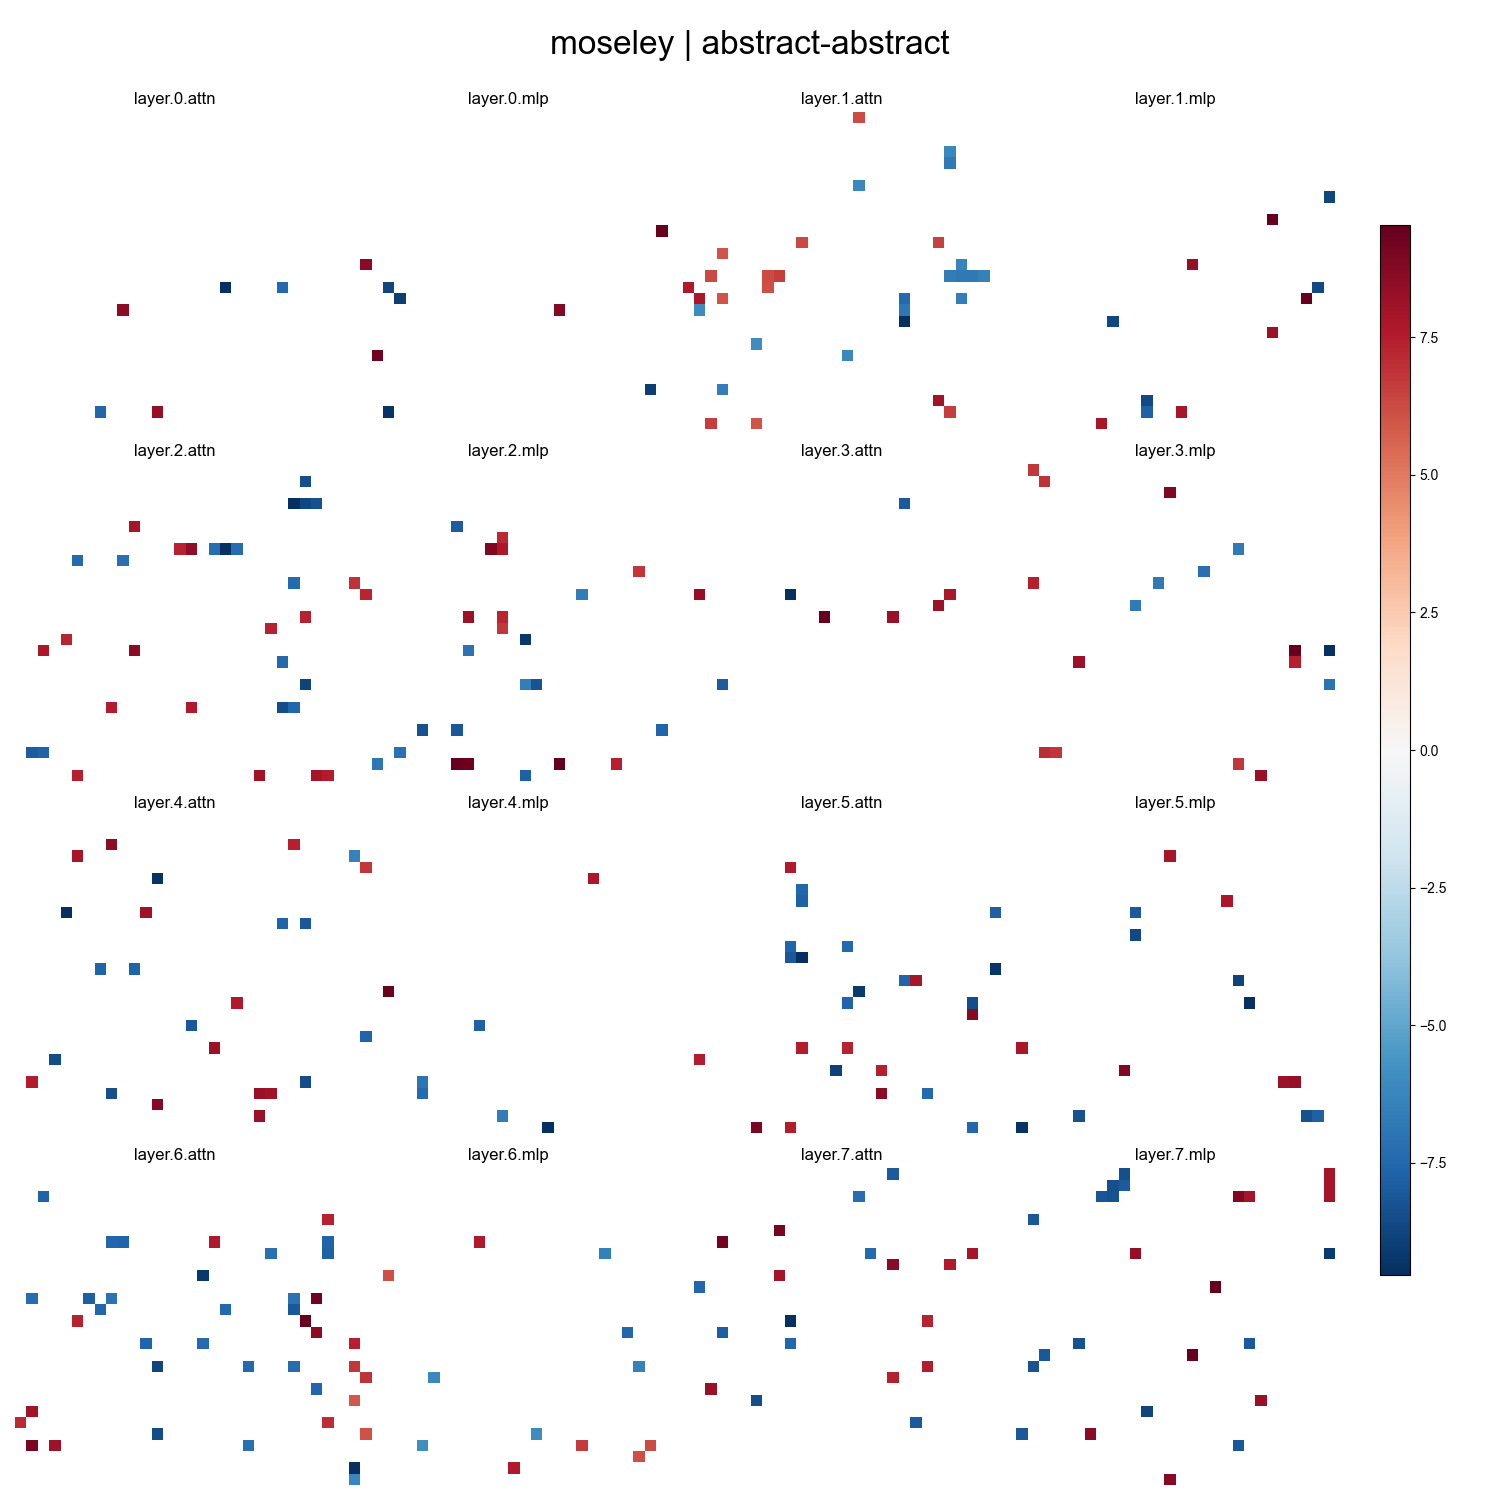 moseley | abstract-abstract
layer.0.attn
layer.0.mlp
layer.1.attn
layer.1.mlp
layer.2.attn
layer.2.mlp
layer.3.attn
layer.3.mlp
layer.4.attn
layer.4.mlp
layer.5.attn
layer.5.mlp
layer.6.attn
layer.6.mlp
layer.7.attn
layer.7.mlp
7.5
5.0
2.5
0.0
−2.5
−5.0
−7.5